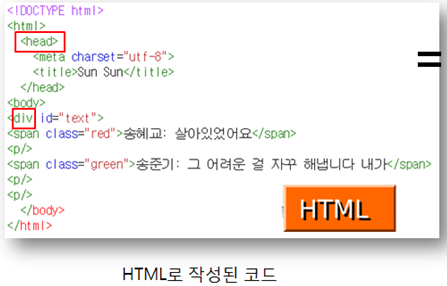 <!DOCTYPE html>
<html>
<head>
<meta charset="utf-8">
<title>Sun Sun</title>
</head>
<body>
<div id="text">
<span class="red">송혜교: 살아있었어요</span>
<p/>
<span class="green">송준기: 그 어려운 걸 자꾸 해냅니다 내가</span>
<p/>
<p/>
</body>
</html>
HTML
HTML로 작성된 코드